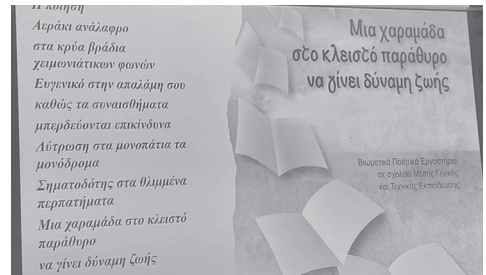 Η ποίηση
Αεράκι ανάλαφρο
στα κρύα βράδια
χειμωνιάτικων φωνών
Ευγενικό στην απαλάμη σου
καθώς τα συναισθήματα
μπερδεύονται επικίνδυνα
Λύτρωση στα μονοπάτια τα
μονόδρομα
Σηματοδότης στα θλιμμένα
περπατήματα
Μια χαραμάδα στο κλειστό
παράθυρο
να γίνει δύναμη ζωής
Μια χαραμάδα
στο κλειστό παράθυρο
να γίνει δύναμη ζωής
Βιωματικά Ποιητικά Εργαστήρια
σε σχολεία Μέσης Γενικής
και Τεχνικής Εκπαίδευσης